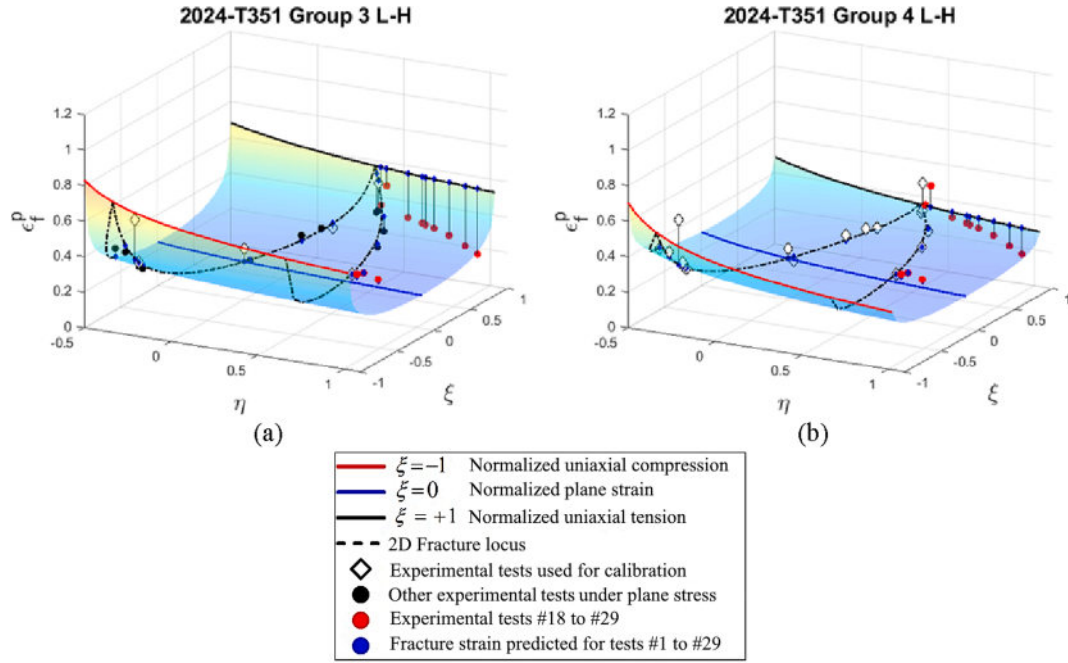 2024-T351 Group 3 L-H
2024-T351 Group 4 L-H
1.2
1
0.8
0.6
0.4
0.2
0
-0.5
0
0.5
1
-1
-0.5
0
0.5
1
ϵ_f^p
η
ξ
(a)
1.2
1
0.8
0.6
0.4
0.2
0
-0.5
0
0.5
1
-1
-0.5
0
0.5
1
ϵ_f^p
η
ξ
(b)
ξ=-1 Normalized uniaxial compression
ξ=0 Normalized plane strain
ξ = +1 Normalized uniaxial tension
2D Fracture locus
Experimental tests used for calibration
Other experimental tests under plane stress
Experimental tests #18 to #29
Fracture strain predicted for tests #1 to #29